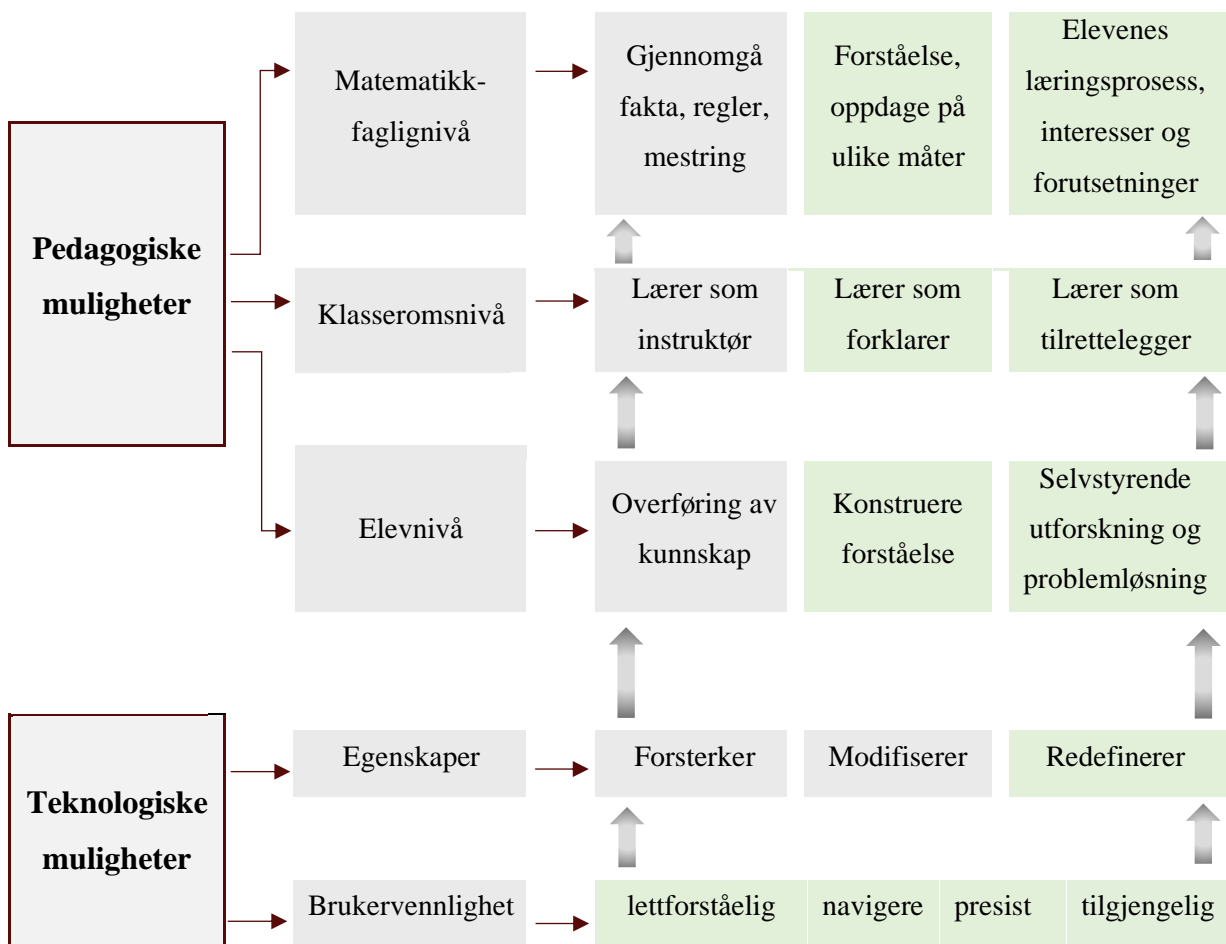 Pedagogiske
muligheter
Matematikk-
faglignivå
Gjennomgå
fakta, regler,
mestring
Forståelse,
oppdage på
ulike måter
Elevenes
læringsprosess,
interesser og
forutsetninger
Klasseromsnivå
Lærer som
instruktør
Lærer som
forklarer
Lærer som
tilrettelegger
Elevnivå
Overføring av
kunnskap
Konstruere
forståelse
Selvstyrende
utforskning og
problemløsning
Teknologiske
muligheter
Egenskaper
Forsterker
Modifiserer
Redefinerer
Brukervennlighet
lettforståelig
navigere
presist
tilgjengelig